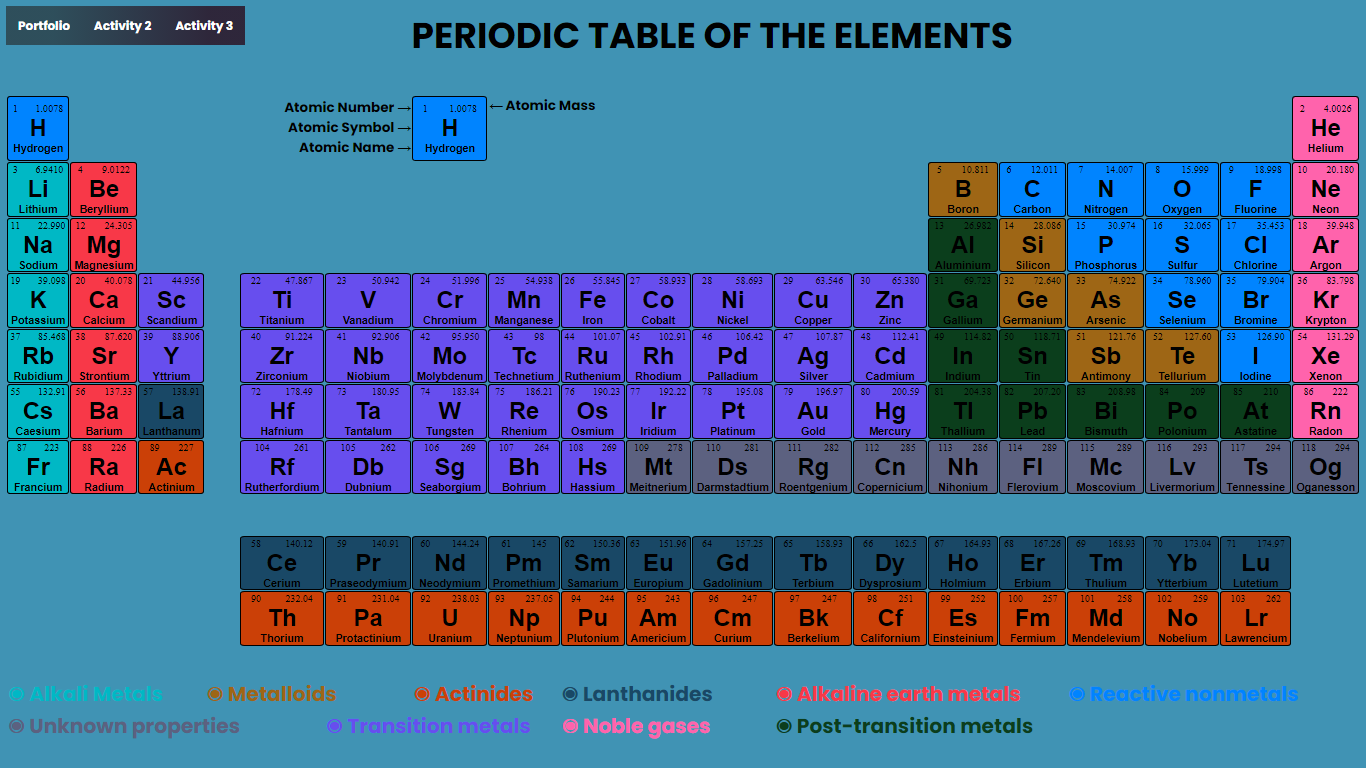 Portfolio Activity 2 Activity 3
PERIODIC TABLE OF THE ELEMENTS
Atomic Number → 1 1.0078 ← Atomic Mass
Atomic Symbol → H
Atomic Name → Hydrogen
1 1.0078 2 4.0026
H He
Hydrogen Helium
3 6.9410 4 9.0122 5 10.811 6 12.011 7 14.007 8 15.999 9 18.998 10 20.180
Li Be B C N O F Ne
Lithium Beryllium Boron Carbon Nitrogen Oxygen Fluorine Neon
11 22.990 12 24.305 13 26.982 14 28.086 15 30.974 16 32.065 17 35.453 18 39.948
Na Mg Al Si P S Cl Ar
Sodium Magnesium Aluminium Silicon Phosphorus Sulfur Chlorine Argon
19 39.098 20 40.078 21 44.956 22 47.867 23 50.942 24 51.996 25 54.938 26 55.845 27 58.933 28 58.693 29 63.546 30 65.380 31 69.723 32 72.640 33 74.922 34 78.960 35 79.904 36 83.798
K Ca Sc Ti V Cr Mn Fe Co Ni Cu Zn Ga Ge As Se Br Kr
Potassium Calcium Scandium Titanium Vanadium Chromium Manganese Iron Cobalt Nickel Copper Zinc Gallium Germanium Arsenic Selenium Bromine Krypton
37 85.468 38 87.620 39 88.906 40 91.224 41 92.906 42 95.950 43 98 44 101.07 45 102.91 46 106.42 47 107.87 48 112.41 49 114.82 50 118.71 51 121.76 52 127.60 53 126.90 54 131.29
Rb Sr Y Zr Nb Mo Tc Ru Rh Pd Ag Cd In Sn Sb Te I Xe
Rubidium Strontium Yttrium Zirconium Niobium Molybdenum Technetium Ruthenium Rhodium Palladium Silver Cadmium Indium Tin Antimony Tellurium Iodine Xenon
55 132.91 56 137.33 57 138.91 72 178.49 73 180.95 74 183.84 75 186.21 76 190.23 77 192.22 78 195.08 79 196.97 80 200.59 81 204.38 82 207.20 83 208.98 84 209 85 210 86 222
Cs Ba La Hf Ta W Re Os Ir Pt Au Hg Tl Pb Bi Po At Rn
Caesium Barium Lanthanum Hafnium Tantalum Tungsten Rhenium Osmium Iridium Platinum Gold Mercury Thallium Lead Bismuth Polonium Astatine Radon
87 223 88 226 89 227 104 261 105 262 106 269 107 264 108 269 109 278 110 281 111 282 112 285 113 286 114 289 115 289 116 293 117 294 118 294
Fr Ra Ac Rf Db Sg Bh Hs Mt Ds Rg Cn Nh Fl Mc Lv Ts Og
Francium Radium Actinium Rutherfordium Dubnium Seaborgium Bohrium Hassium Meitnerium Darmstadtium Roentgenium Copernicium Nihonium Flerovium Moscovium Livermorium Tennessine Oganesson
58 140.12 59 140.91 60 144.24 61 145 62 150.36 63 151.96 64 157.25 65 158.93 66 162.5 67 164.93 68 167.26 69 168.93 70 173.04 71 174.97
Ce Pr Nd Pm Sm Eu Gd Tb Dy Ho Er Tm Yb Lu
Cerium Praseodymium Neodymium Promethium Samarium Europium Gadolinium Terbium Dysprosium Holmium Erbium Thulium Ytterbium Lutetium
90 232.04 91 231.04 92 238.03 93 237.05 94 244 95 243 96 247 97 247 98 251 99 252 100 257 101 258 102 259 103 262
Th Pa U Np Pu Am Cm Bk Cf Es Fm Md No Lr
Thorium Protactinium Uranium Neptunium Plutonium Americium Curium Berkelium Californium Einsteinium Fermium Mendelevium Nobelium Lawrencium
◉ Alkali Metals ◉ Metalloids ◉ Actinides ◉ Lanthanides ◉ Alkaline earth metals ◉ Reactive nonmetals
◉ Unknown properties ◉ Transition metals ◉ Noble gases ◉ Post-transition metals